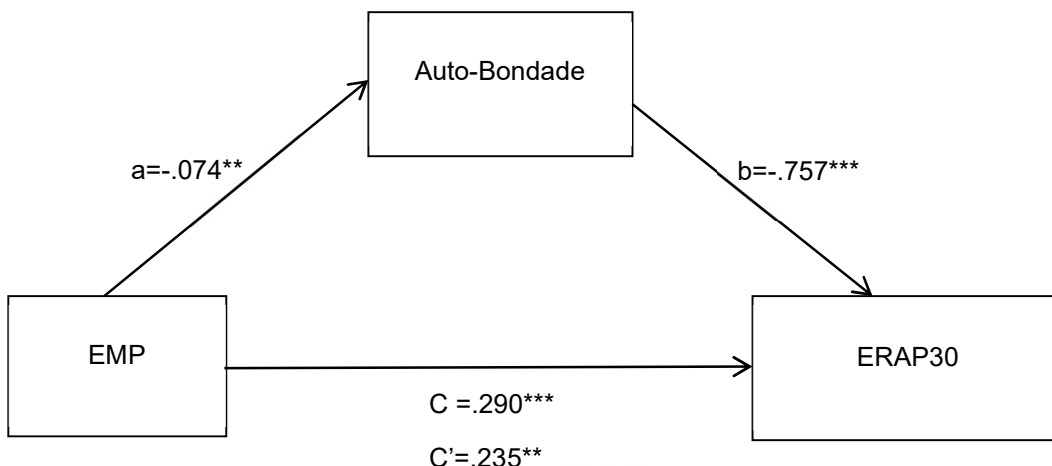 Auto-Bondade
a=-.074**
b=-.757***
EMP
ERAP30
C =.290***
C’=.235**